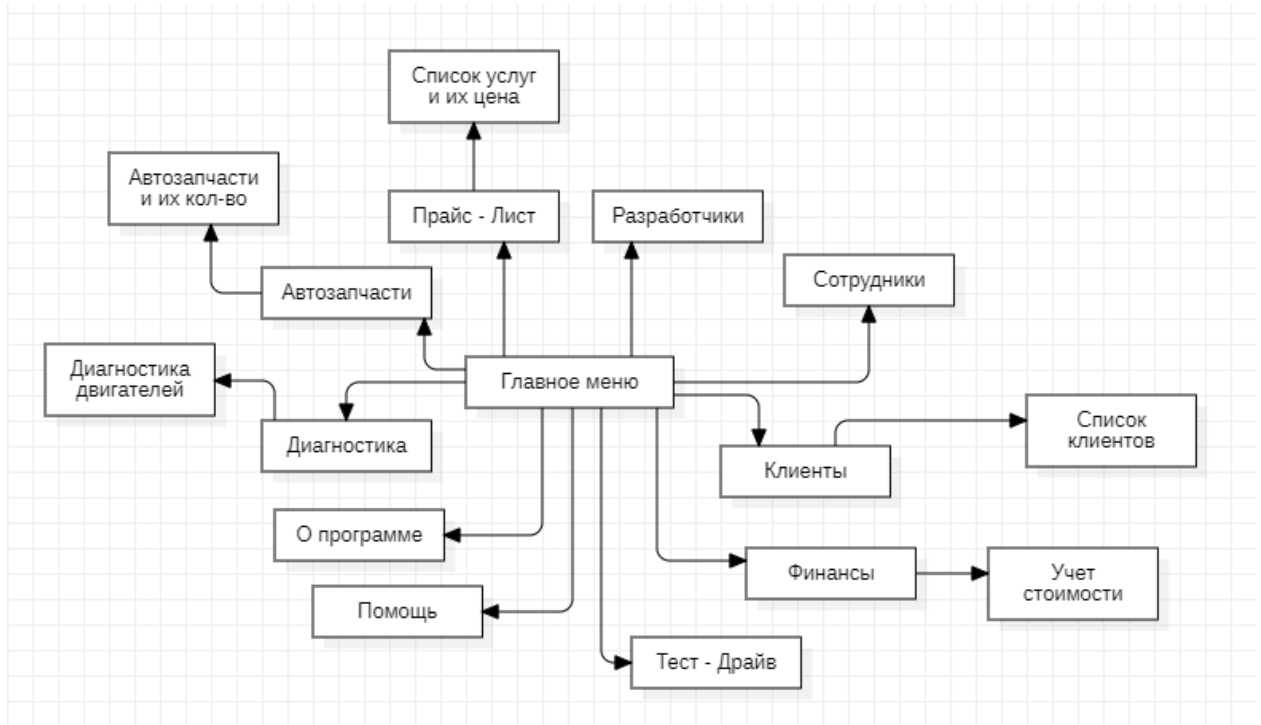 Список услуг
и их цена
Автозапчасти
и их кол-во
Прайс - Лист
Разработчики
Сотрудники
Автозапчасти
Диагностика
двигателей
Главное меню
Список
клиентов
Диагностика
Клиенты
О программе
Финансы
Учет
стоимости
Помощь
Тест - Драйв